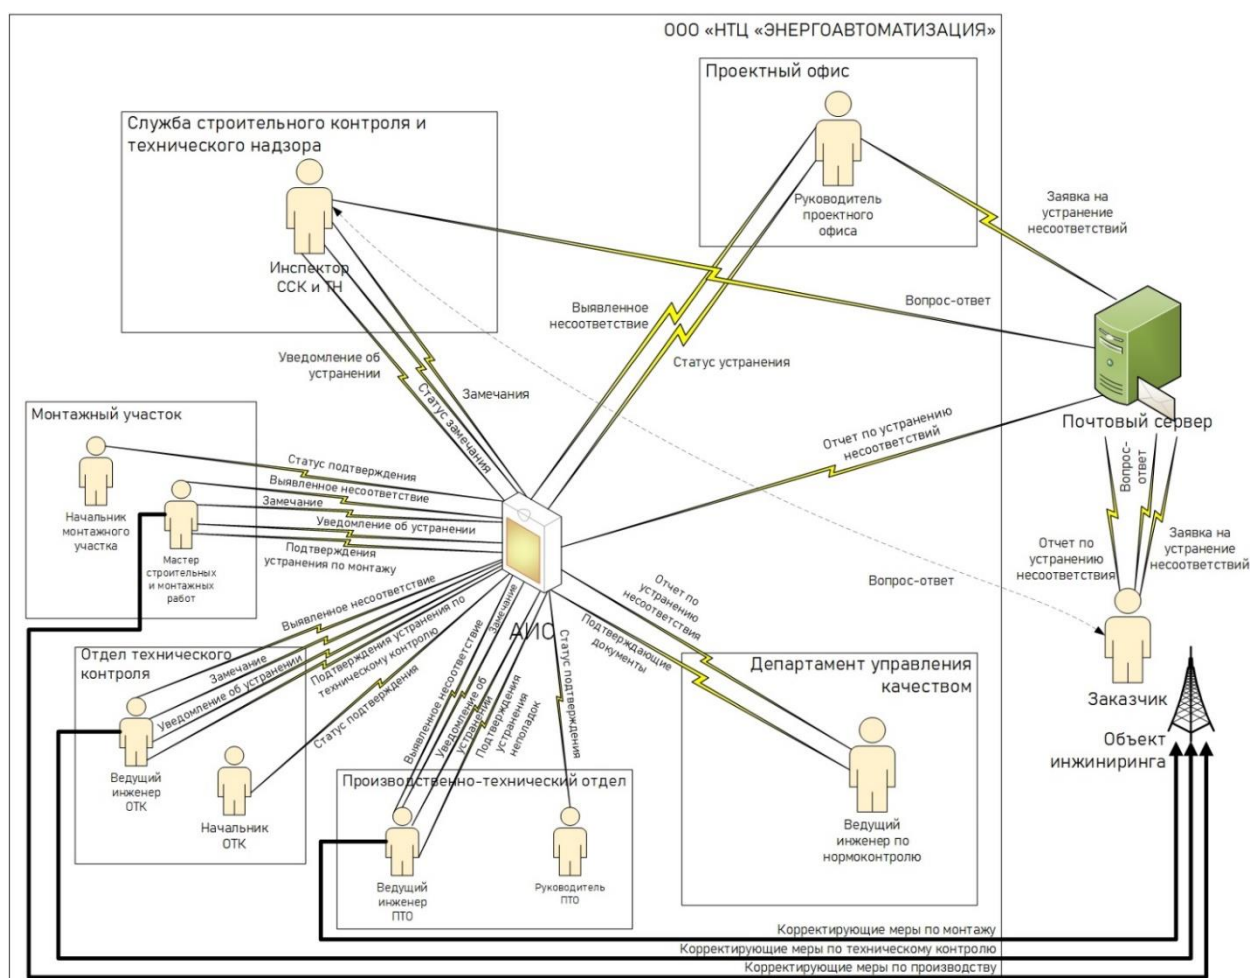 ООО «НТЦ «ЭНЕРГОАВТОМАТИЗАЦИЯ»
Проектный офис
Руководитель
проектного
офиса
Служба строительного контроля и
технического надзора
Инспектор
ССК и ТН
Заявка на
устранение
несоответствий
Вопрос-ответ
Выявленное
несоответствие
Статус устранения
Уведомление об
устранении
Статус замечания
Замечания
Почтовый сервер
Отчет по устранению
несоответствий
Вопрос-
ответ
Отчет по
устранению
несоответствия
Заявка на
устранение
несоответствий
Монтажный участок
Начальник
монтажного
участка
Мастер
строительных
и монтажных
работ
Статус подтверждения
Выявленное несоответствие
Замечание
Уведомление об устранении
Подтверждения
устранения по монтажу
АИС
Вопрос-ответ
Заказчик
Объект
инжиниринга
Отдел технического
контроля
Ведущий
инженер
ОТК
Начальник
ОТК
Выявленное несоответствие
Замечание
Уведомление об устранении
Подтверждения устранения по
техническому контролю
Статус подтверждения
Производственно-технический отдел
Ведущий
инженер
ПТО
Руководитель
ПТО
Выявленное несоответствие
Замечание
Уведомление об
устранении
Подтверждения
устранения
неполадок
Статус подтверждения
Отчет по
устранению
несоответствия
Подтверждающие
документы
Департамент управления
качеством
Ведущий
инженер по
нормоконтролю
Корректирующие меры по монтажу
Корректирующие меры по техническому контролю
Корректирующие меры по производству